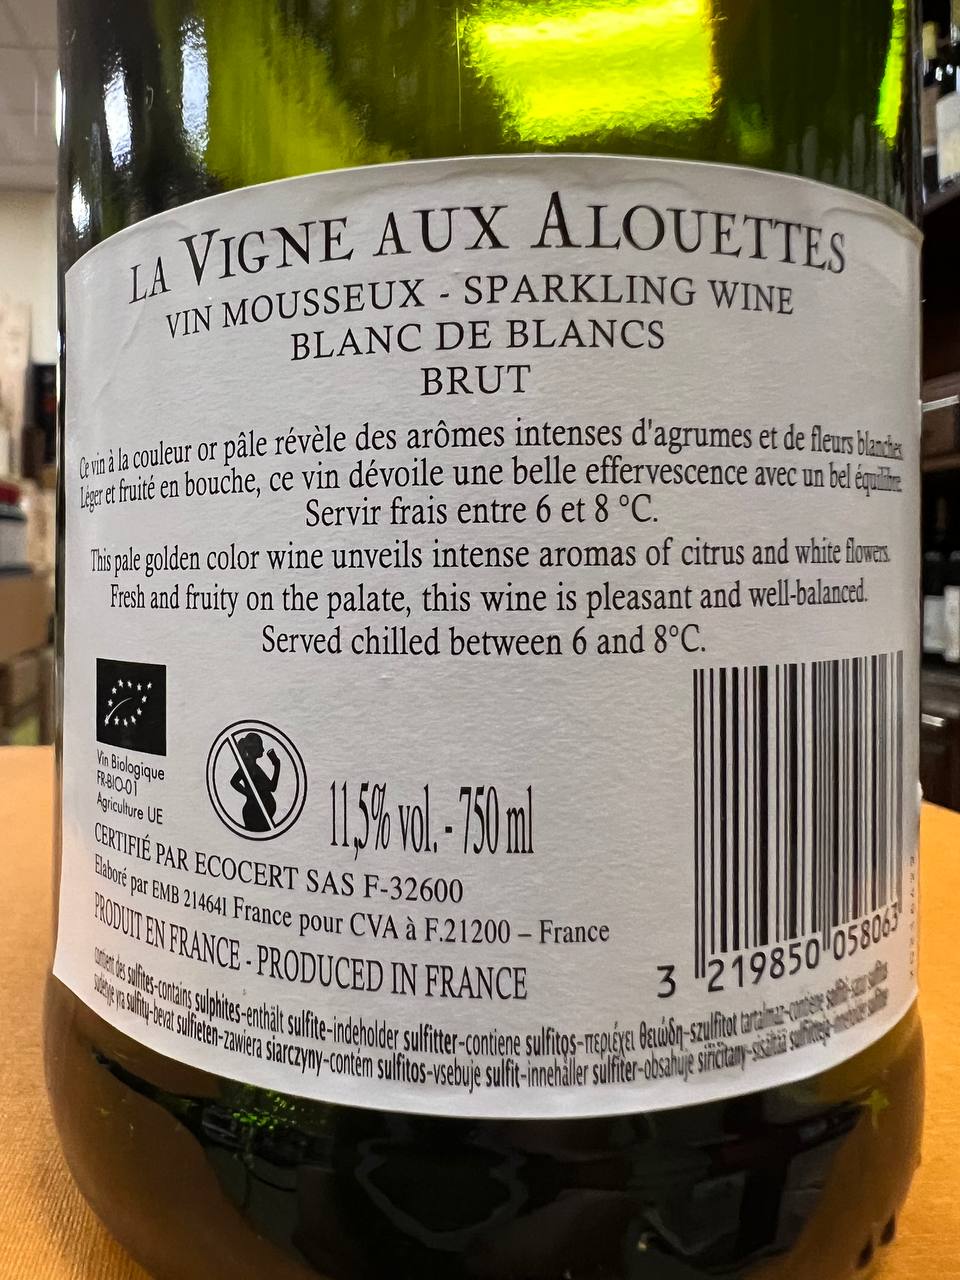 LA VIGNE AUX ALOUETTES
VIN MOUSSEUX - SPARKLING WINE
BLANC DE BLANCS
BRUT
Ce vin à la couleur or pâle révèle des arômes intenses d'agrumes et de fleurs blanches.
Léger et fruité en bouche, ce vin dévoile une belle effervescence avec un bel équilibre.
Servir frais entre 6 et 8 °C.
This pale golden color wine unveils intense aromas of citrus and white flowers.
Fresh and fruity on the palate, this wine is pleasant and well-balanced.
Served chilled between 6 and 8°C.
Vin Biologique
FR-BIO-01
Agriculture UE
11,5% vol. - 750 ml
CERTIFIÉ PAR ECOCERT SAS F-32600
Elaboré par EMB 21464I France pour CVA à F.21200 – France
PRODUIT EN FRANCE - PRODUCED IN FRANCE
3 219850 058063
contient des sulfites-contains sulphites-enthält sulfite-indeholder sulfitter-contiene sulfitos-περιέχει θειώδη-szulfitot tartalmaz-contiene
sulfity-bevat sulfieten-zawiera siarczyny-contém sulfitos-vsebuje sulfit-innehåller sulfiter-obsahuje siřičitany-sisältää